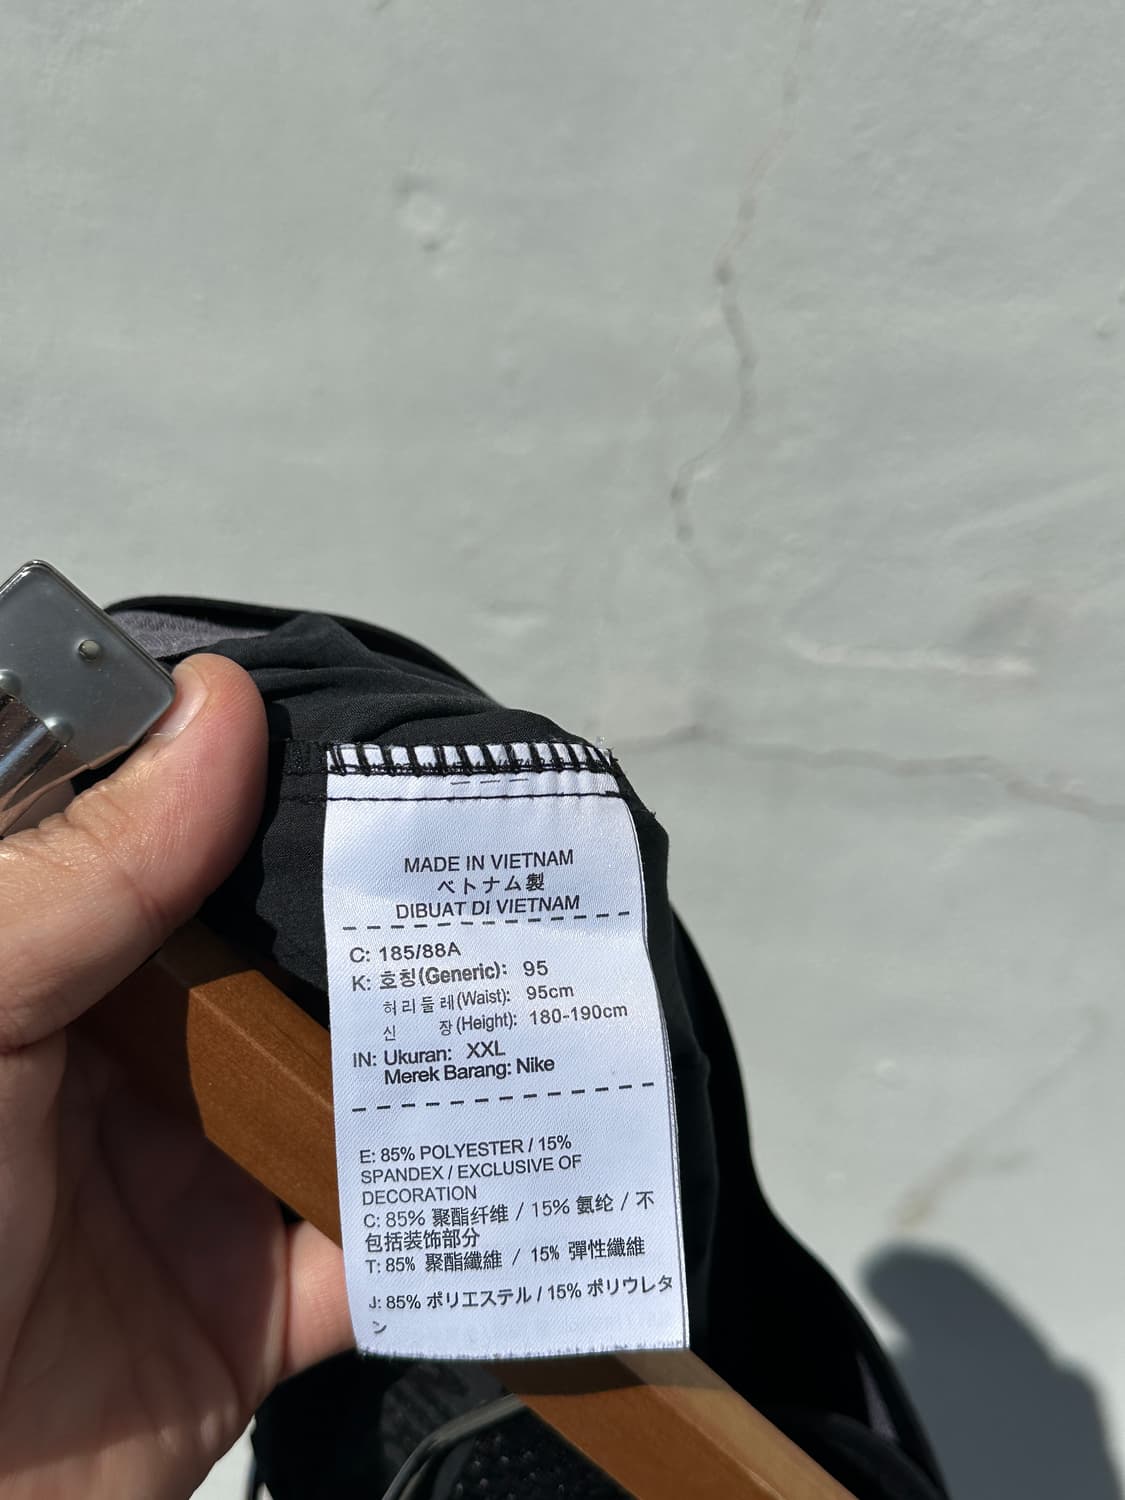 MADE IN VIETNAM
ベトナム製
DIBUAT DI VIETNAM
C: 185/88A
K: 호칭(Generic): 95
허리둘레(Waist): 95cm
신 장(Height): 180-190cm
IN: Ukuran: XXL
Merek Barang: Nike
E: 85% POLYESTER / 15%
SPANDEX / EXCLUSIVE OF
DECORATION
C: 85% 聚酯纤维 / 15% 氨纶 / 不
包括装饰部分
T: 85% 聚酯纖維 / 15% 彈性纖維
J: 85% ポリエステル / 15% ポリウレタ
ン